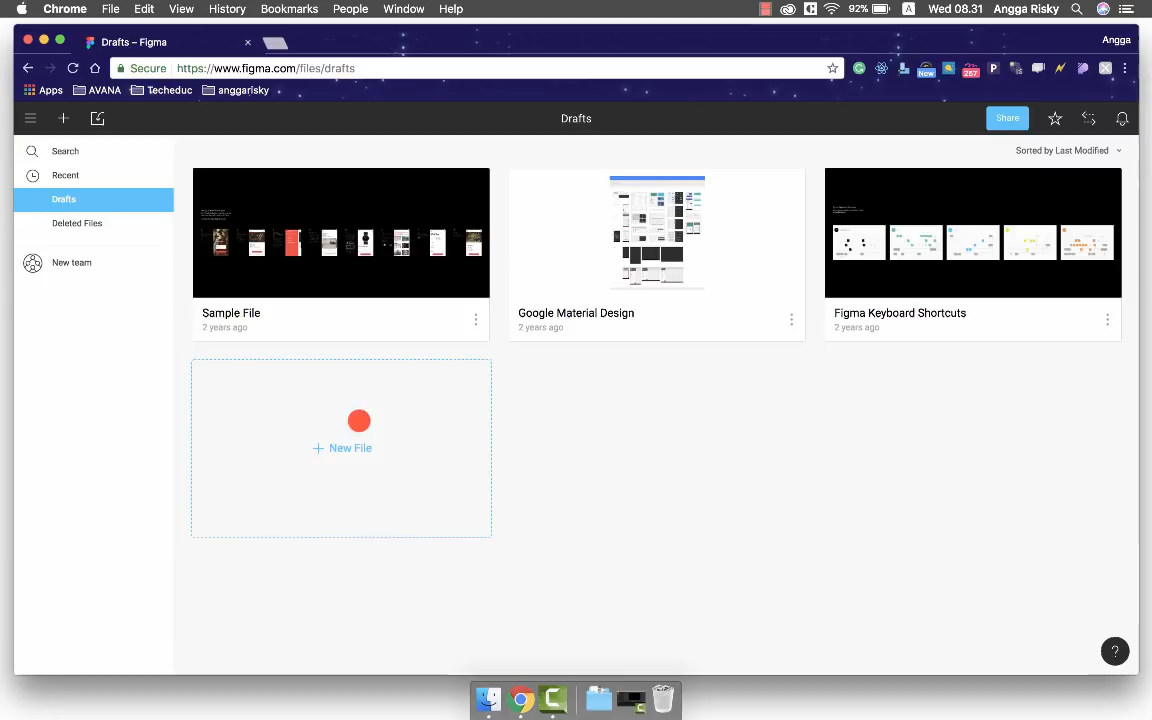 Chrome File Edit View History Bookmarks People Window Help
92% A Wed 08.31 Angga Risky
Drafts – Figma
Angga
Secure https://www.figma.com/files/drafts
Now 267 P
Apps AVANA Techeduc anggarisky
Drafts
Share
Search
Recent
Drafts
Deleted Files
New team
Sorted by Last Modified
Sample File
2 years ago
Google Material Design
2 years ago
Figma Keyboard Shortcuts
2 years ago
+ New File
?